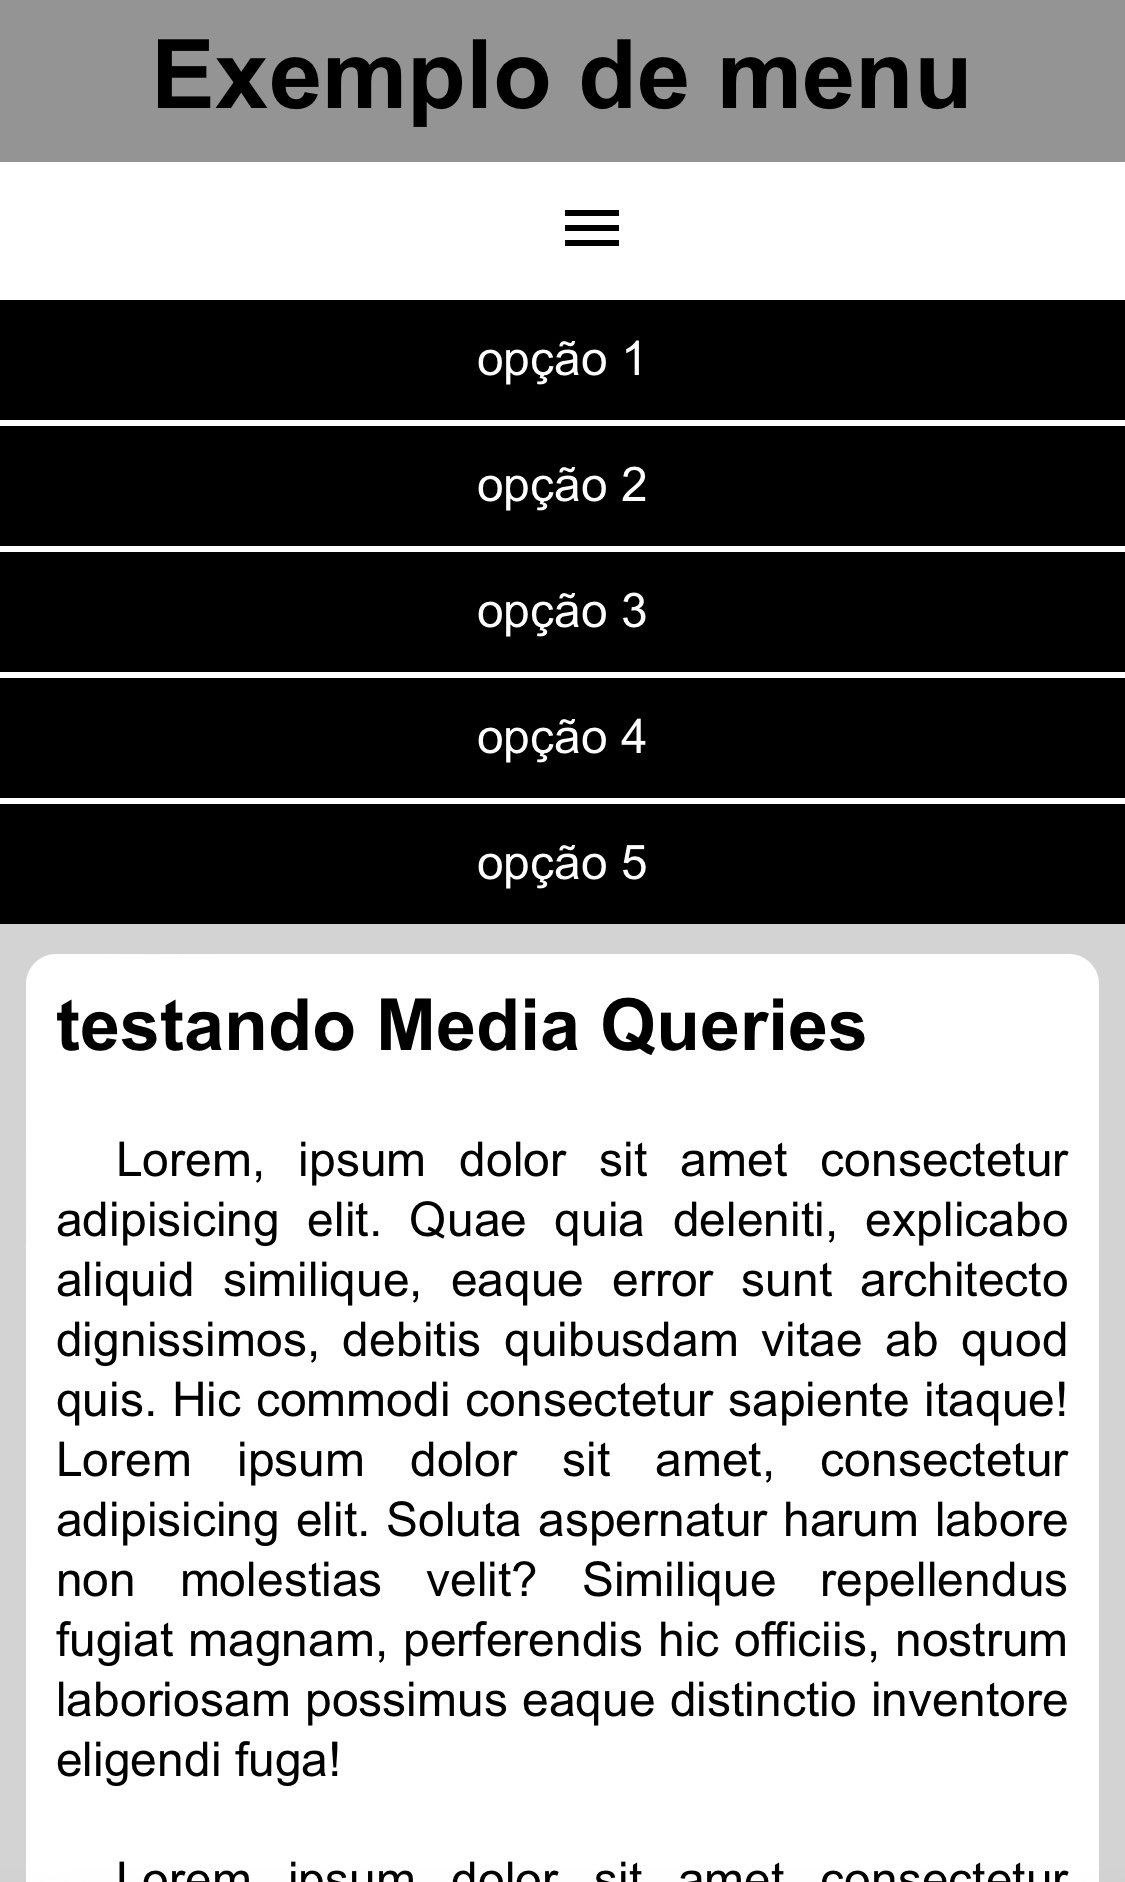 Exemplo de menu
opção 1
opção 2
opção 3
opção 4
opção 5
testando Media Queries
Lorem, ipsum dolor sit amet consectetur
adipisicing elit. Quae quia deleniti, explicabo
aliquid similique, eaque error sunt architecto
dignissimos, debitis quibusdam vitae ab quod
quis. Hic commodi consectetur sapiente itaque!
Lorem ipsum dolor sit amet, consectetur
adipisicing elit. Soluta aspernatur harum labore
non molestias velit? Similique repellendus
fugiat magnam, perferendis hic officiis, nostrum
laboriosam possimus eaque distinctio inventore
eligendi fuga!
Lorem ipsum dolor sit amet consectetur